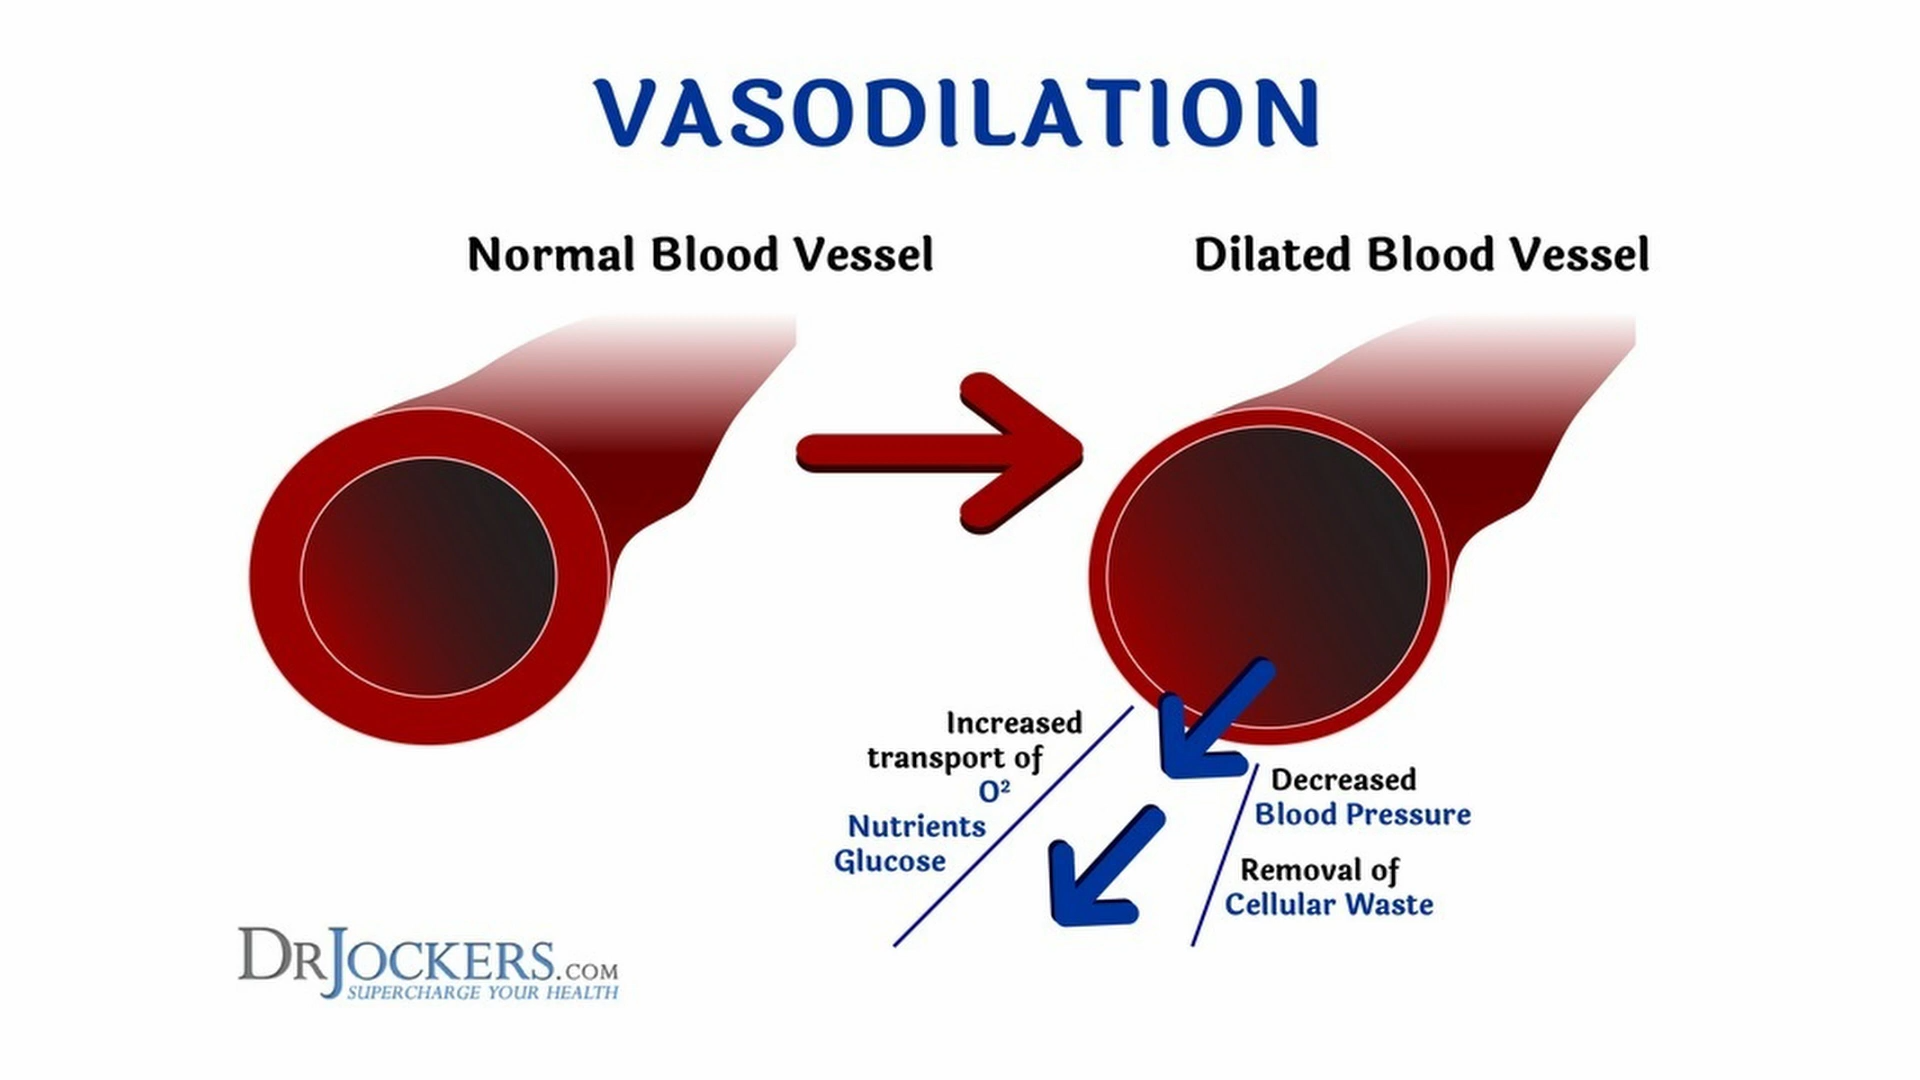 VASODILATION
Normal Blood Vessel
Dilated Blood Vessel
Increased
transport of
O²
Nutrients
Glucose
Decreased
Blood Pressure
Removal of
Cellular Waste
DRJOCKERS.COM
SUPERCHARGE YOUR HEALTH